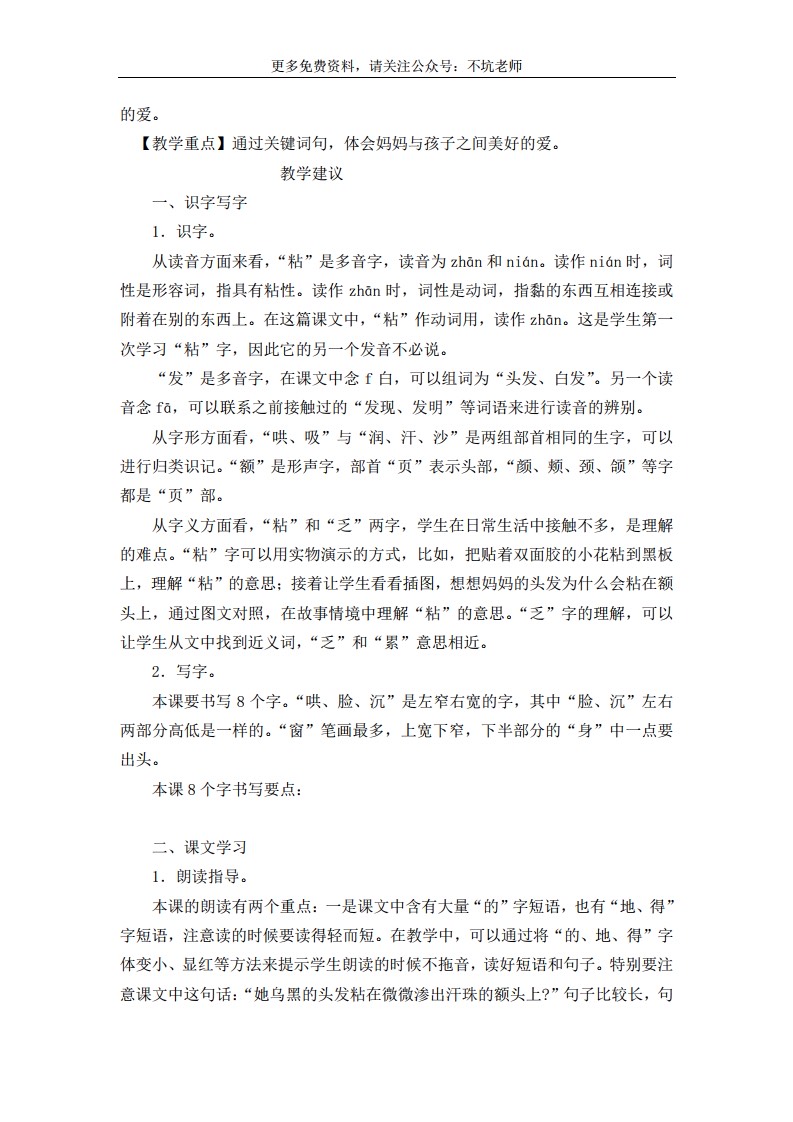 更多免费资料，请关注公众号：不坑老师
的爱。
【教学重点】通过关键词句，体会妈妈与孩子之间美好的爱。
教学建议
一、识字写字
1．识字。
从读音方面来看，“粘”是多音字，读音为 zhān 和 nián。读作 nián 时，词
性是形容词，指具有粘性。读作 zhān 时，词性是动词，指黏的东西互相连接或
附着在别的东西上。在这篇课文中，“粘”作动词用，读作 zhān。这是学生第一
次学习“粘”字，因此它的另一个发音不必说。
“发”是多音字，在课文中念 f 白，可以组词为“头发、白发”。另一个读
音念 fā，可以联系之前接触过的“发现、发明”等词语来进行读音的辨别。
从字形方面看，“哄、吸”与“润、汗、沙”是两组部首相同的生字，可以
进行归类识记。“额”是形声字，部首“页”表示头部，“颜、颊、颈、颌”等字
都是“页”部。
从字义方面看，“粘”和“乏”两字，学生在日常生活中接触不多，是理解
的难点。“粘”字可以用实物演示的方式，比如，把贴着双面胶的小花粘到黑板
上，理解“粘”的意思；接着让学生看看插图，想想妈妈的头发为什么会粘在额
头上，通过图文对照，在故事情境中理解“粘”的意思。“乏”字的理解，可以
让学生从文中找到近义词，“乏”和“累”意思相近。
2．写字。
本课要书写 8 个字。“哄、脸、沉”是左窄右宽的字，其中“脸、沉”左右
两部分高低是一样的。“窗”笔画最多，上宽下窄，下半部分的“身”中一点要
出头。
本课 8 个字书写要点：
二、课文学习
1．朗读指导。
本课的朗读有两个重点：一是课文中含有大量“的”字短语，也有“地、得”
字短语，注意读的时候要读得轻而短。在教学中，可以通过将“的、地、得”字
体变小、显红等方法来提示学生朗读的时候不拖音，读好短语和句子。特别要注
意课文中这句话：“她乌黑的头发粘在微微渗出汗珠的额头上?”句子比较长，句